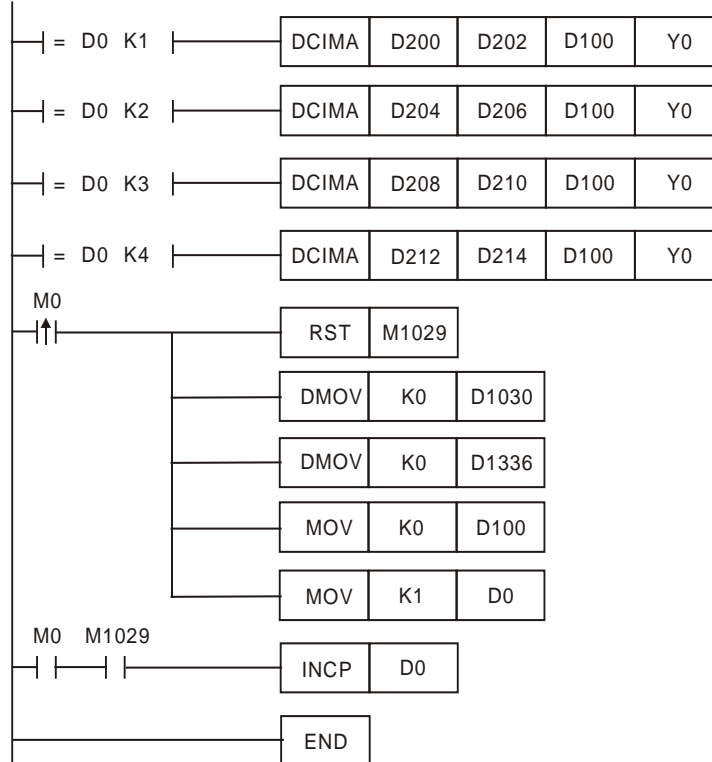 = D0 K1 DCIMA D200 D202 D100 Y0
= D0 K2 DCIMA D204 D206 D100 Y0
= D0 K3 DCIMA D208 D210 D100 Y0
= D0 K4 DCIMA D212 D214 D100 Y0
M0
RST M1029
DMOV K0 D1030
DMOV K0 D1336
MOV K0 D100
MOV K1 D0
M0 M1029
INCP D0
END